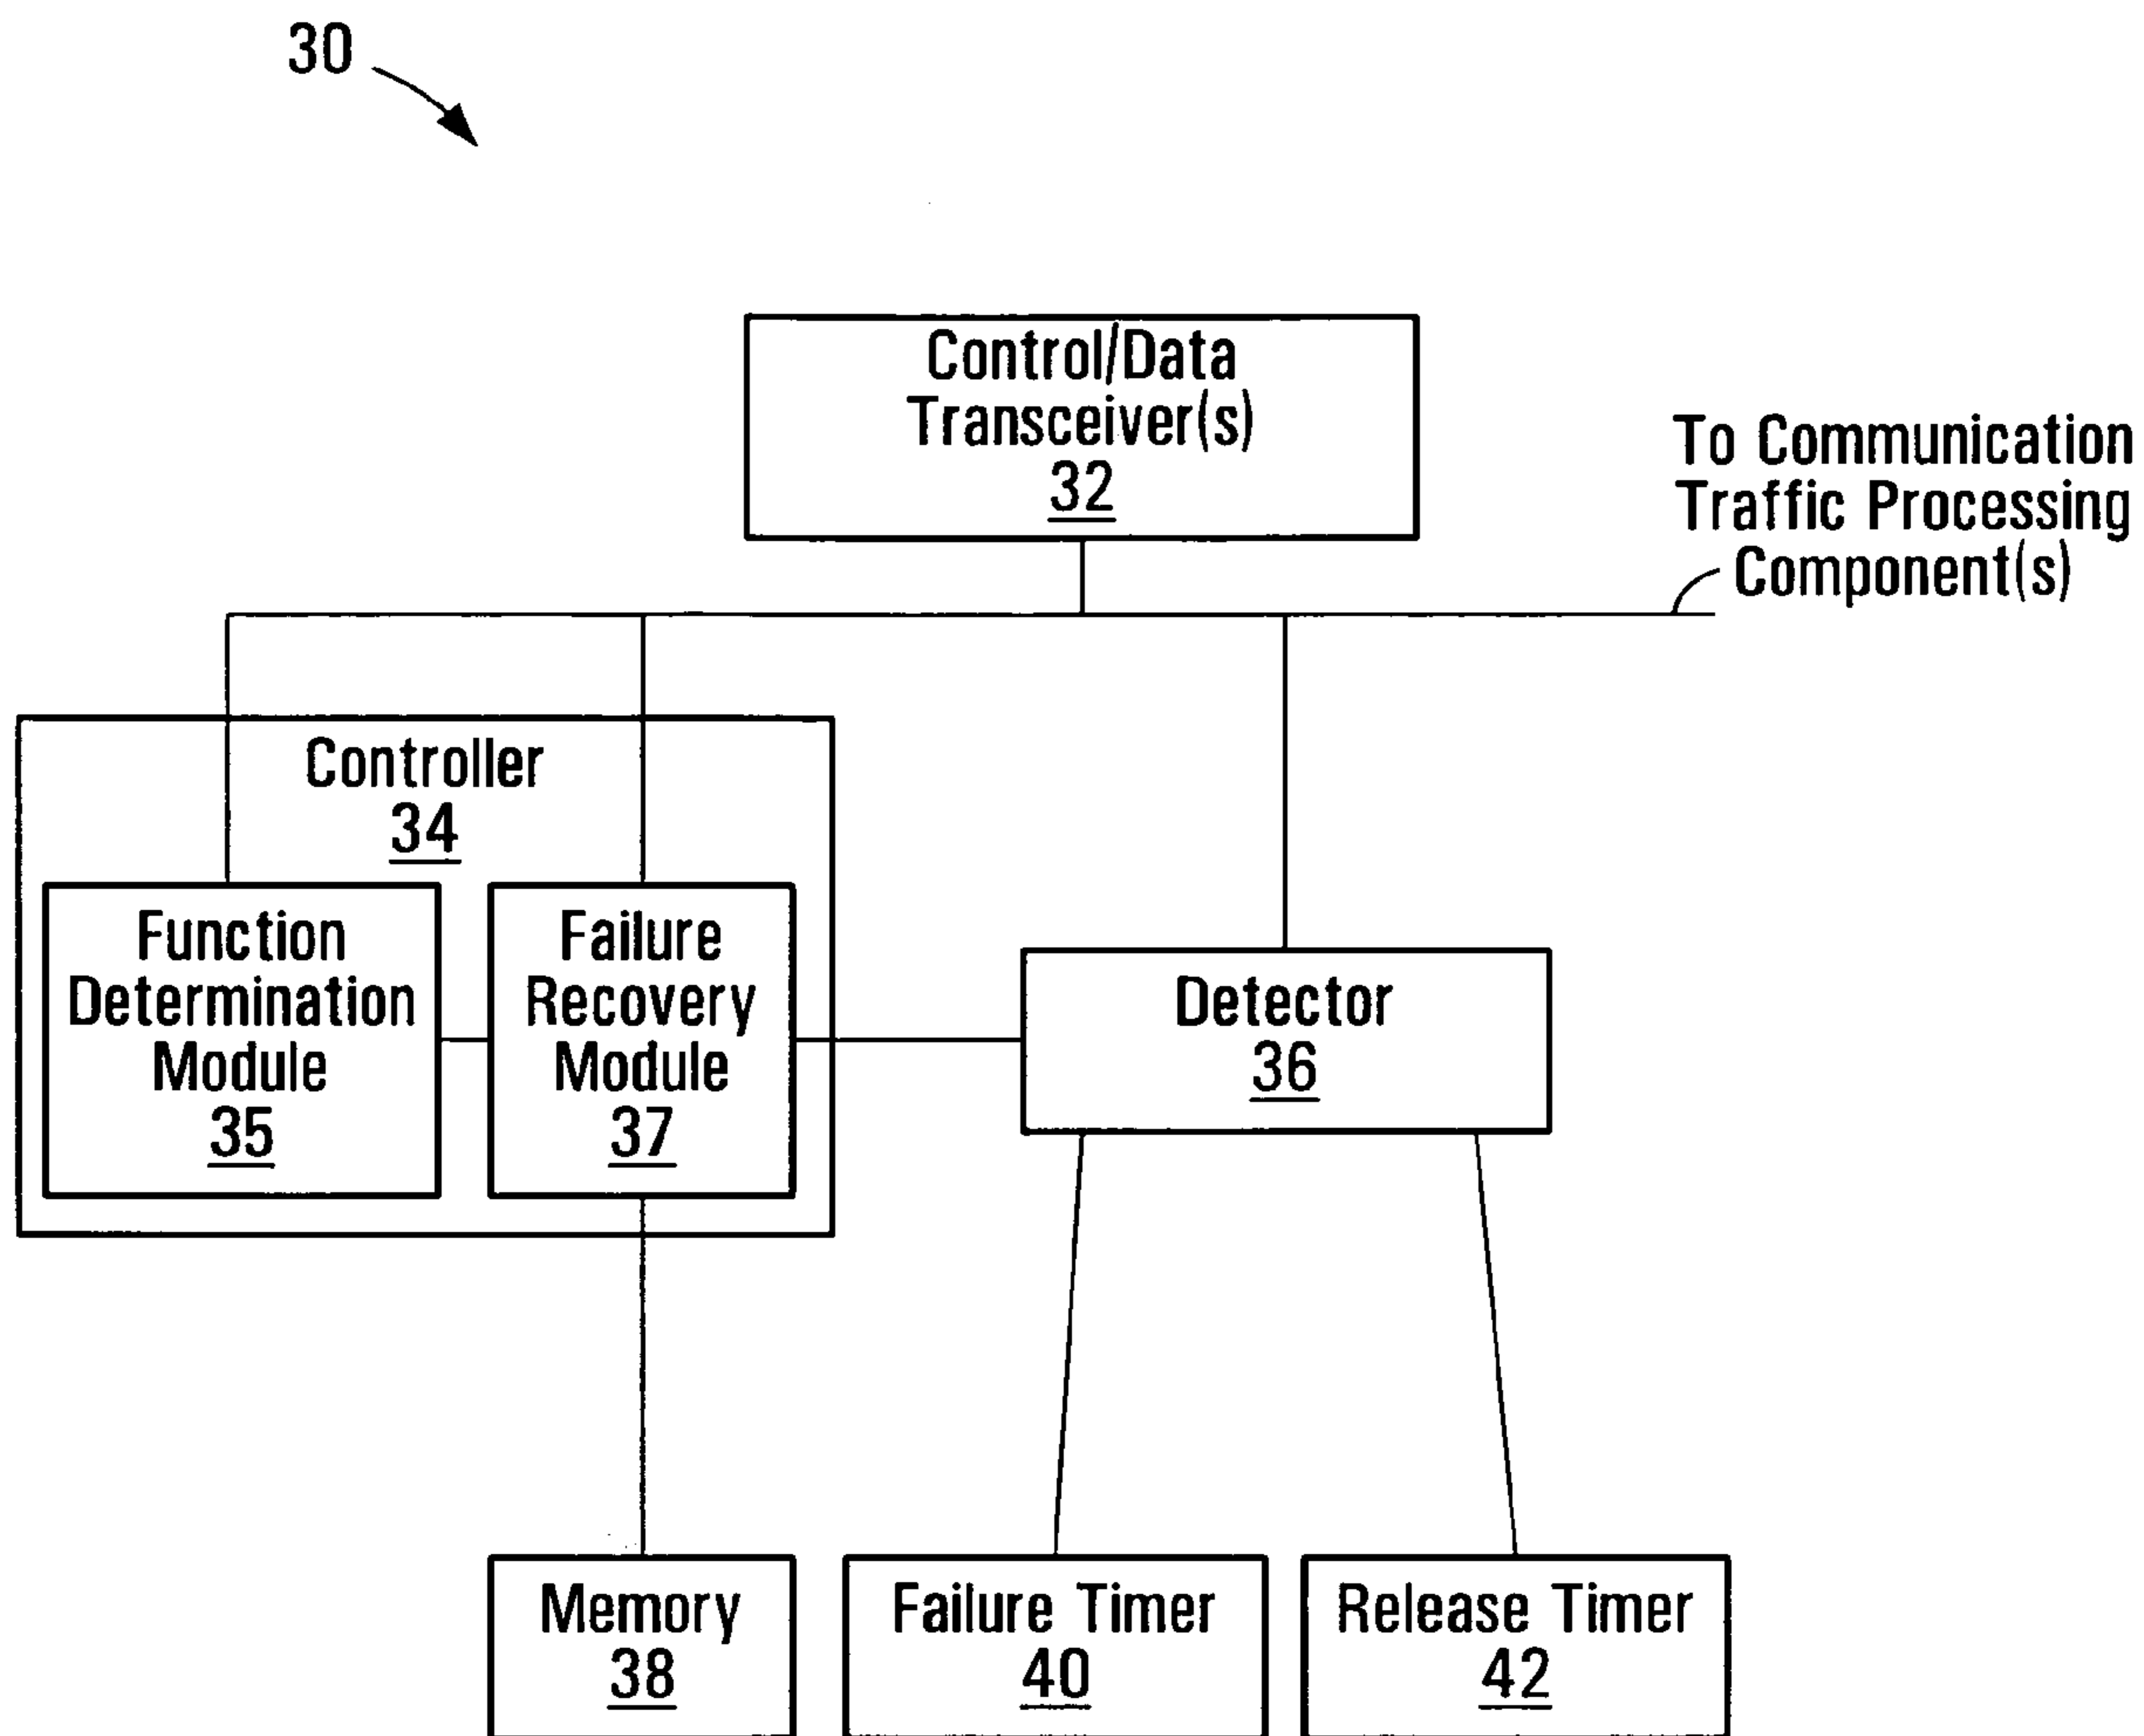 30
Control/Data
Transceiver(s)
32
To Communication
Traffic Processing
Component(s)
Controller
34
Function
Determination
Module
35
Failure
Recovery
Module
37
Detector
36
Memory
38
Failure Timer
40
Release Timer
42